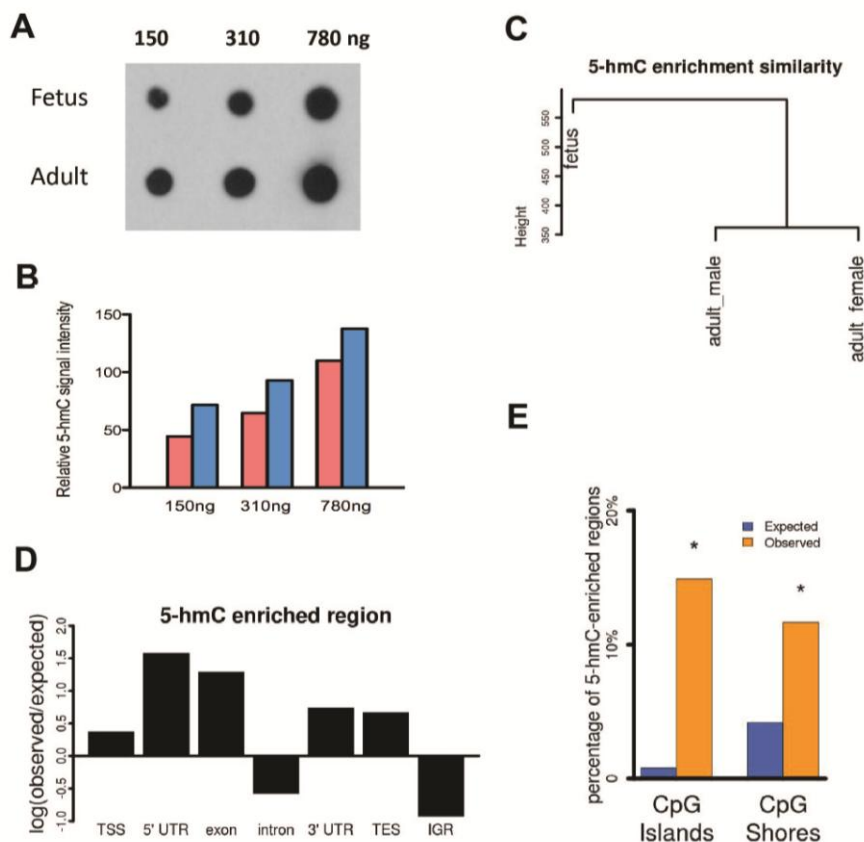 A
150 310 780 ng
Fetus
Adult
B
Relative 5-hmC signal intensity
150
100
50
0
150ng 310ng 780ng
C
5-hmC enrichment similarity
Height
550
500
450
400
350
fetus
adult_male
adult_female
D
5-hmC enriched region
log(observed/expected)
2.0
1.5
1.0
0.5
0.0
-0.5
-1.0
TSS 5' UTR exon intron 3' UTR TES IGR
E
percentage of 5-hmC-enriched regions
20%
10%
0
Expected
Observed
*
*
CpG CpG
Islands Shores